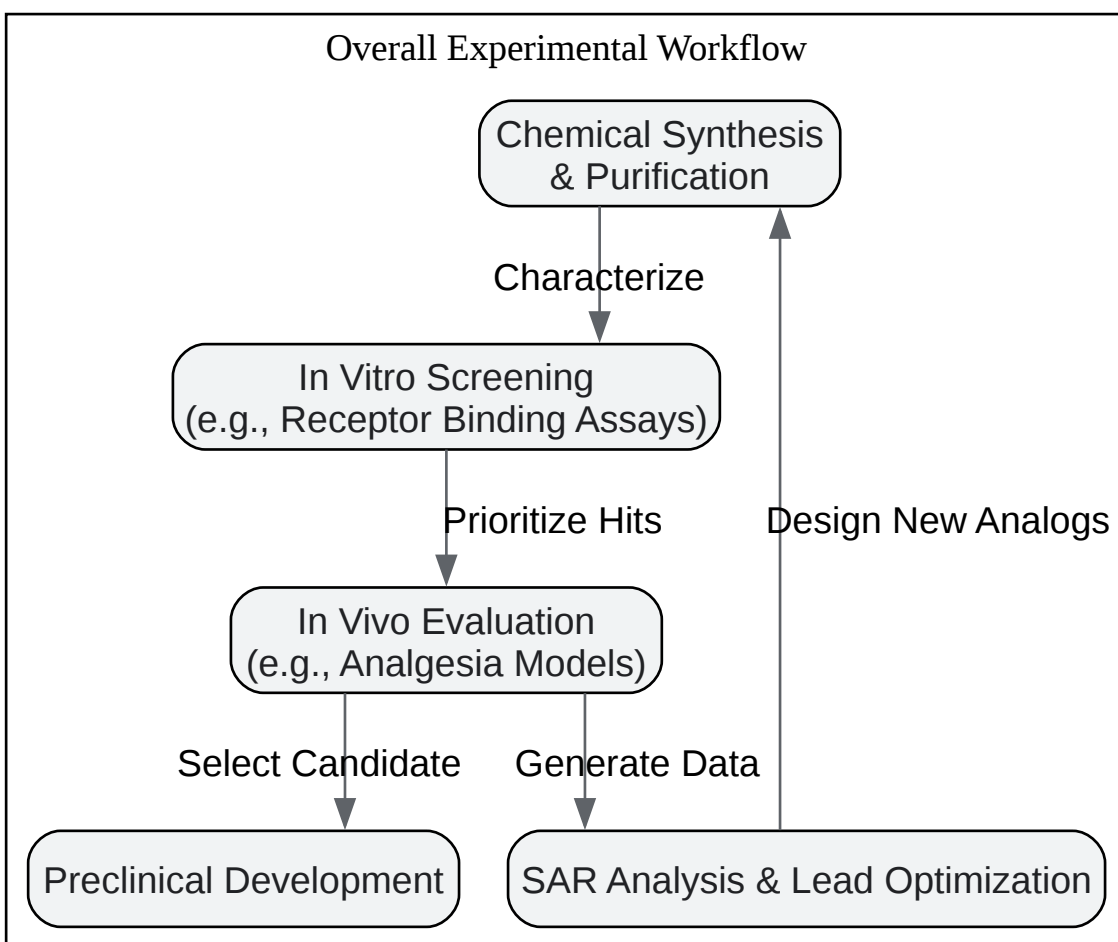 Overall Experimental Workflow
Chemical Synthesis
& Purification
Characterize
In Vitro Screening
(e.g., Receptor Binding Assays)
Prioritize Hits
Design New Analogs
In Vivo Evaluation
(e.g., Analgesia Models)
Select Candidate
Generate Data
Preclinical Development
SAR Analysis & Lead Optimization